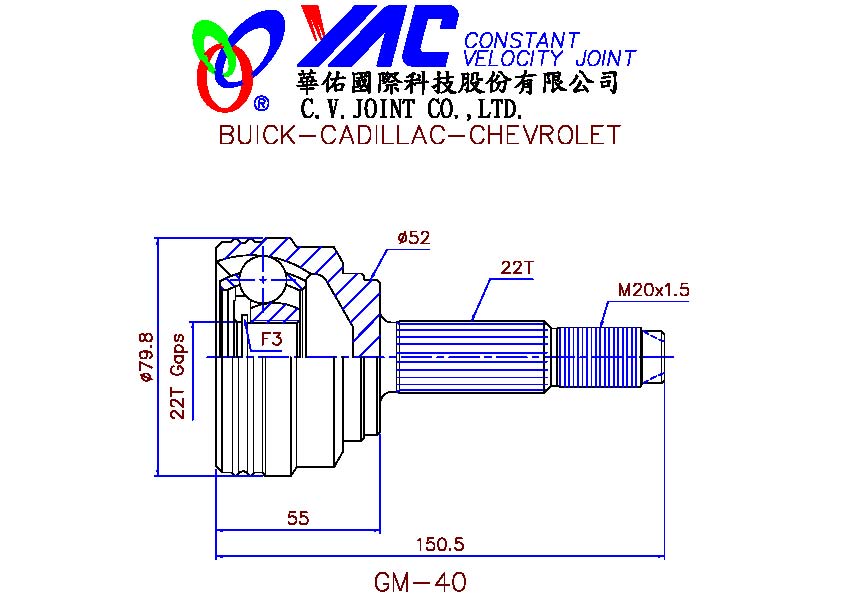 YAC CONSTANT
VELOCITY JOINT
®
華佑國際科技股份有限公司
C.V.JOINT CO.,LTD.
BUICK-CADILLAC-CHEVROLET
ø52
22T
M20x1.5
F3
ø79.8
22T Gaps
55
150.5
GM-40